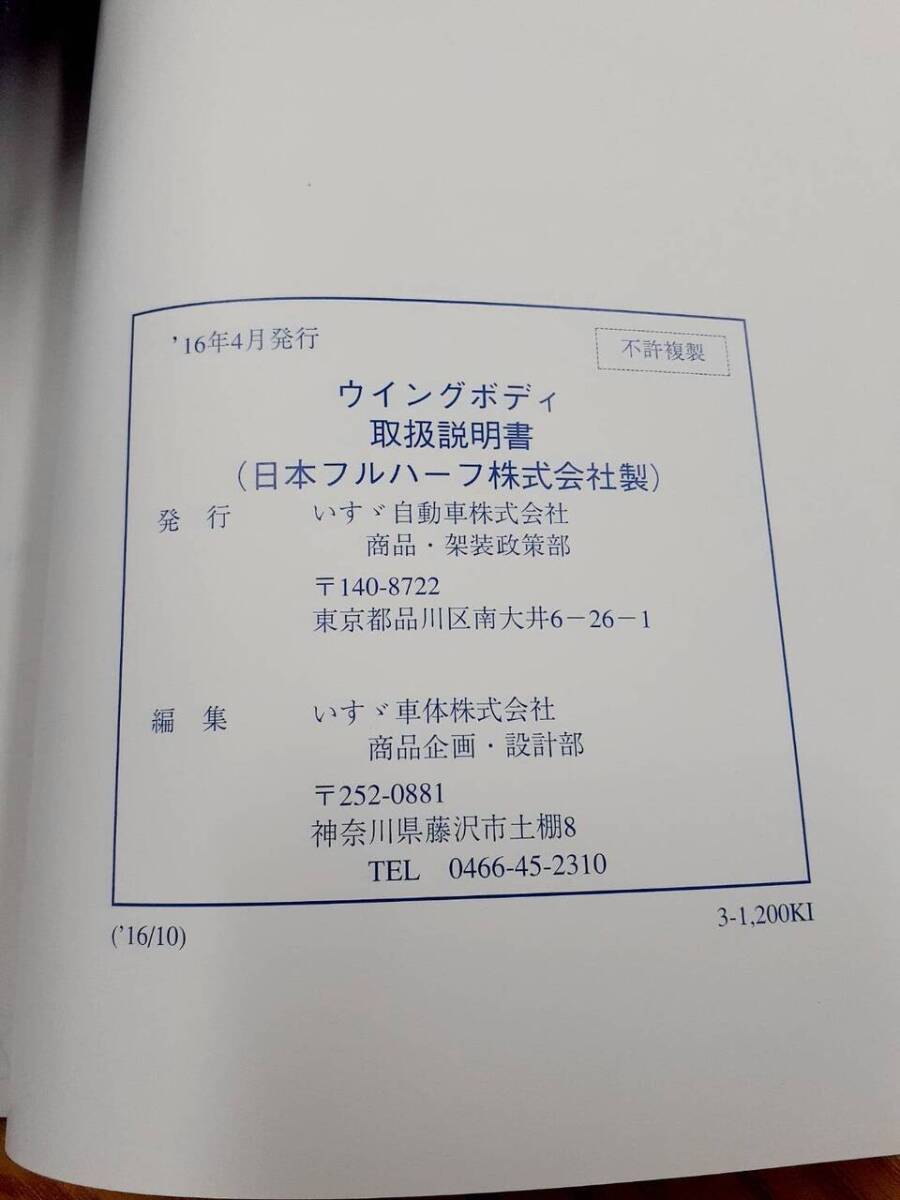 ’16年4月発行
不許複製
ウイングボディ
取扱説明書
（日本フルハーフ株式会社製）
発　行　いすゞ自動車株式会社
商品・架装政策部
〒140-8722
東京都品川区南大井6－26－1
編　集　いすゞ車体株式会社
商品企画・設計部
〒252-0881
神奈川県藤沢市土棚8
TEL　0466-45-2310
(’16/10)
3-1,200KI